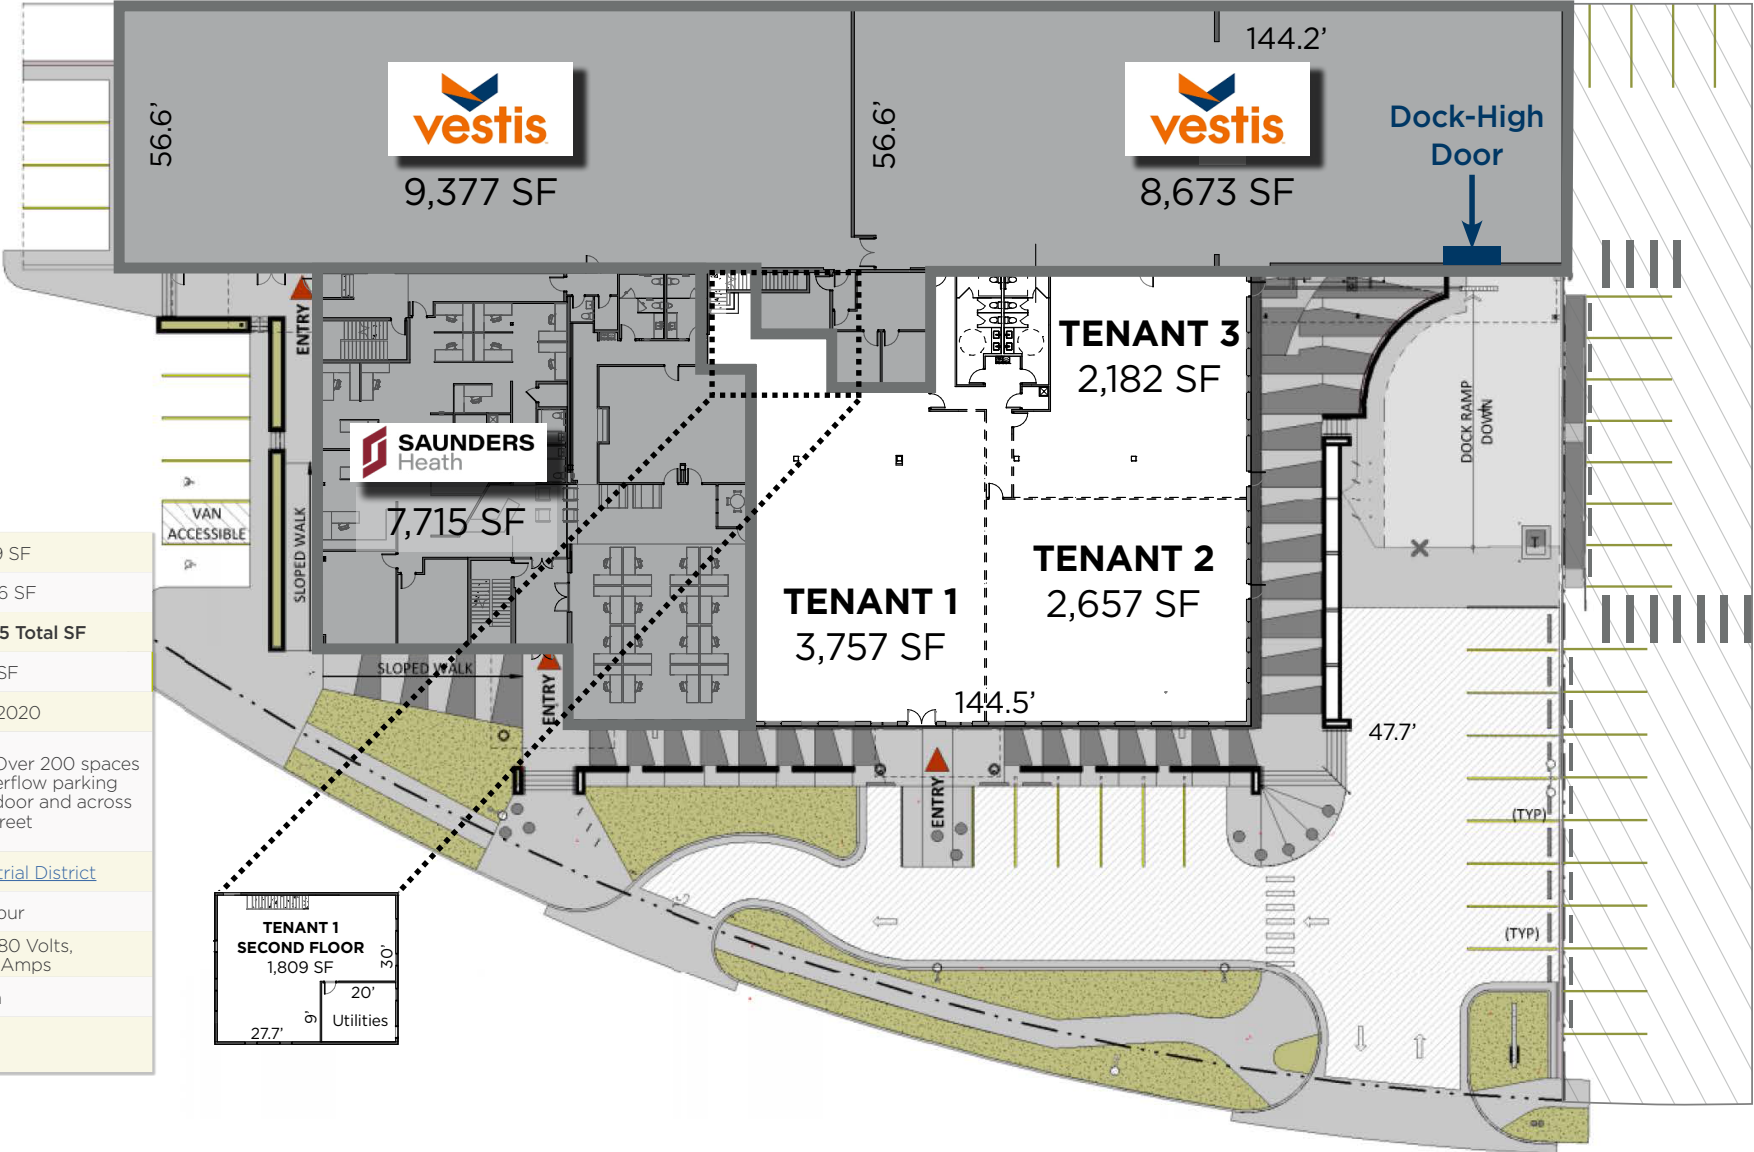 144.2’
56.6’
vestis
9,377 SF
56.6’
vestis
8,673 SF
Dock-High
Door
ENTRY
TENANT 3
2,182 SF
DOCK RAMP
DOWN
SAUNDERS
Heath
7,715 SF
VAN
ACCESSIBLE
SLOPED WALK
T
TENANT 2
2,657 SF
TENANT 1
3,757 SF
SLOPED WALK
ENTRY
144.5’
47.7’
ENTRY
(TYP)
(TYP)
SF
6 SF
5 Total SF
SF
2020
Over 200 spaces
erflow parking
door and across
reet
trial District
our
80 Volts,
Amps
TENANT 1
SECOND FLOOR
1,809 SF
30’
20’
9’
Utilities
27.7’